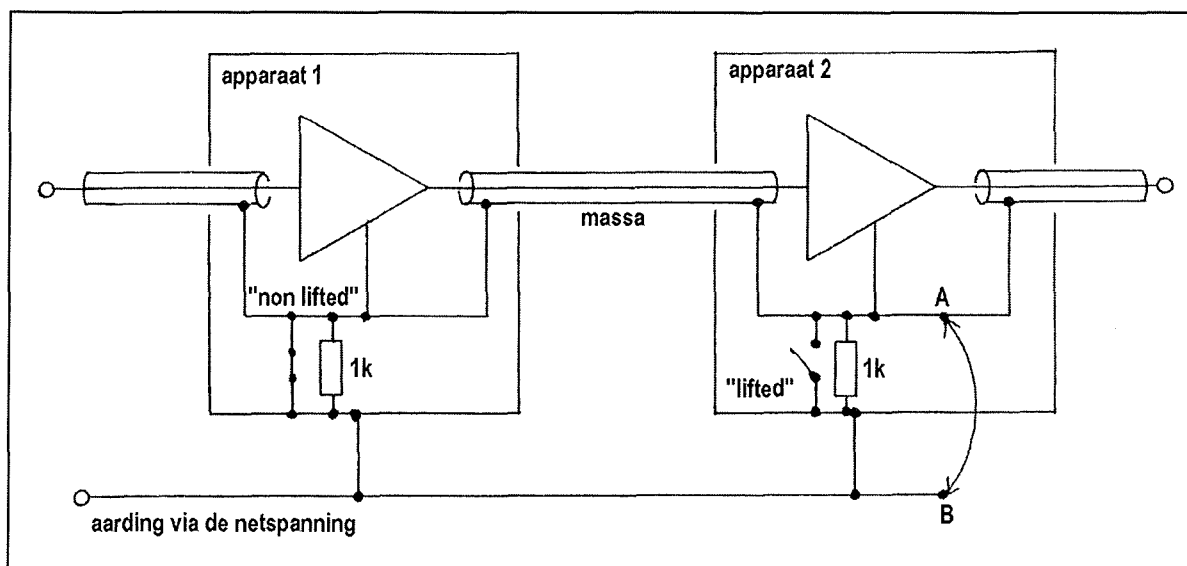 apparaat 1
apparaat 2
massa
"non lifted"
1k
A
"lifted"
1k
aarding via de netspanning
B